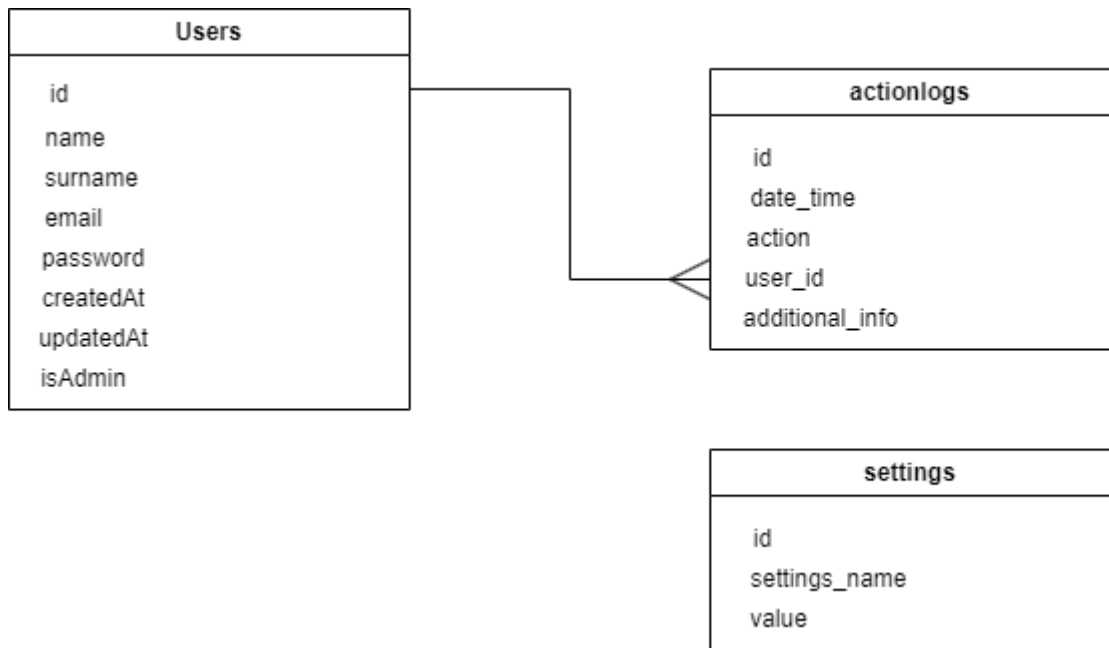 Users
id
name
surname
email
password
createdAt
updatedAt
isAdmin
actionlogs
id
date_time
action
user_id
additional_info
settings
id
settings_name
value